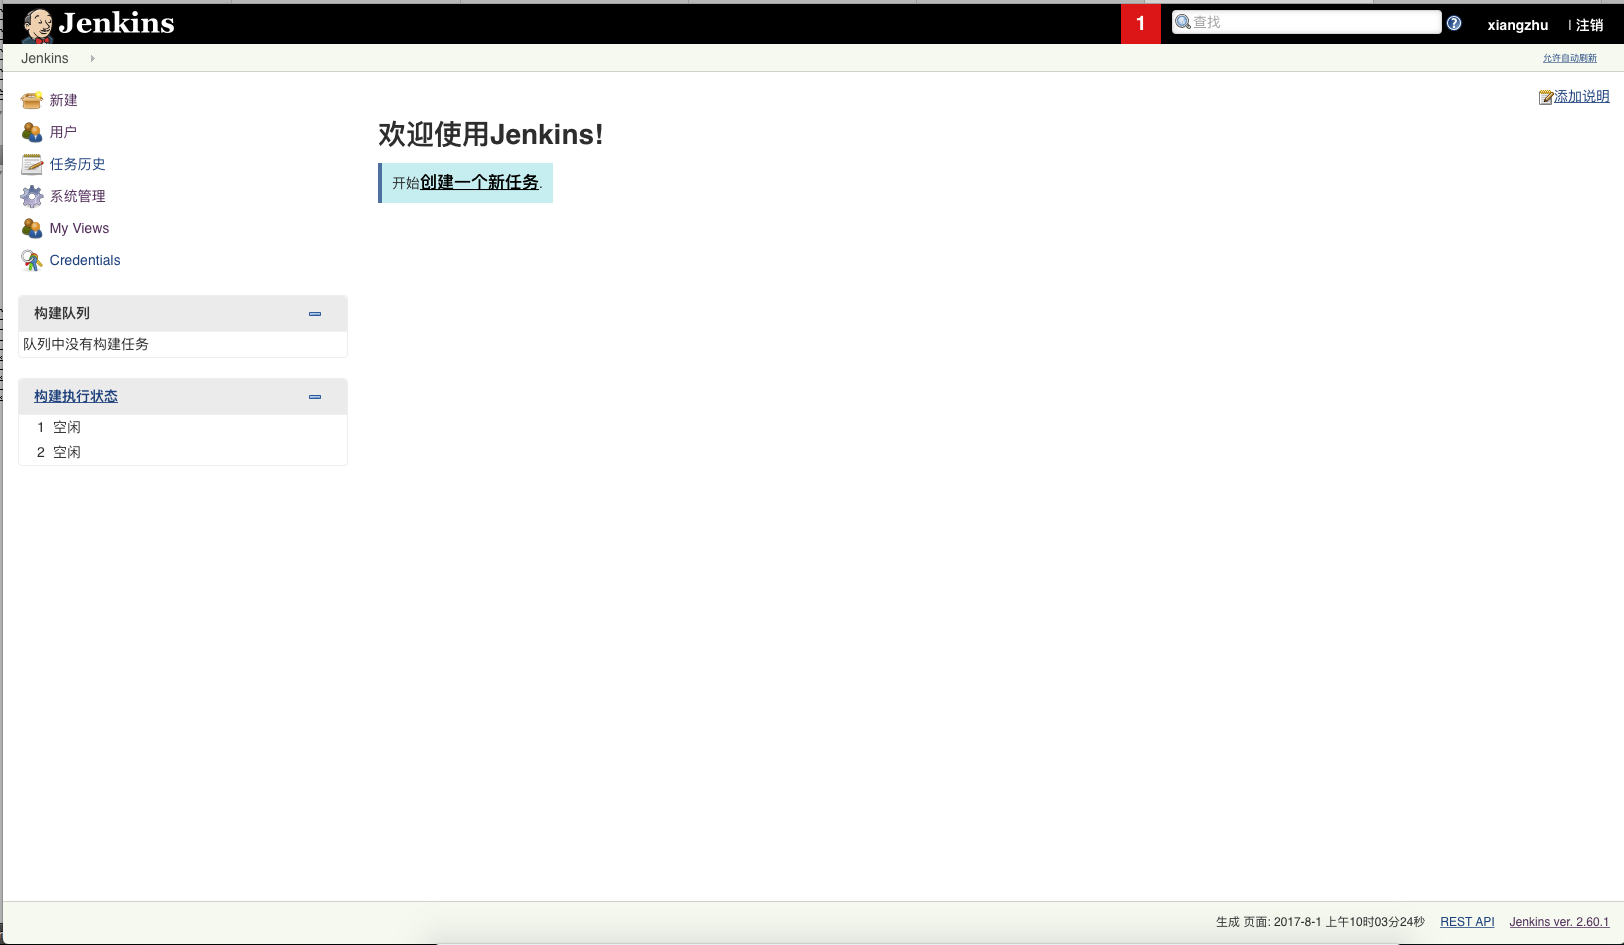 Jenkins
1
查找
xiangzhu
| 注销
Jenkins
允许自动刷新
新建
用户
任务历史
系统管理
My Views
Credentials
添加说明
欢迎使用Jenkins!
开始创建一个新任务.
构建队列
队列中没有构建任务
构建执行状态
1 空闲
2 空闲
生成 页面: 2017-8-1 上午10时03分24秒 REST API Jenkins ver. 2.60.1